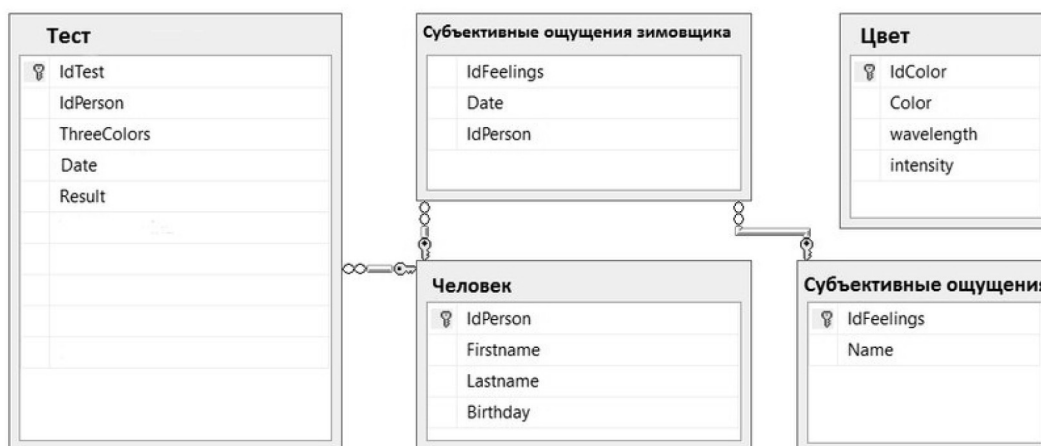 Тест
IdTest
IdPerson
ThreeColors
Date
Result
Субъективные ощущения зимовщика
IdFeelings
Date
IdPerson
Цвет
IdColor
Color
wavelength
intensity
Человек
IdPerson
Firstname
Lastname
Birthday
Субъективные ощущения
IdFeelings
Name